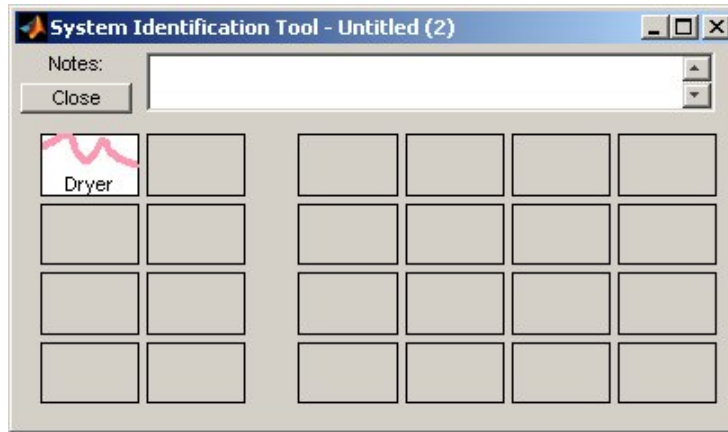 System Identification Tool - Untitled (2)
Notes:
Close
Dryer